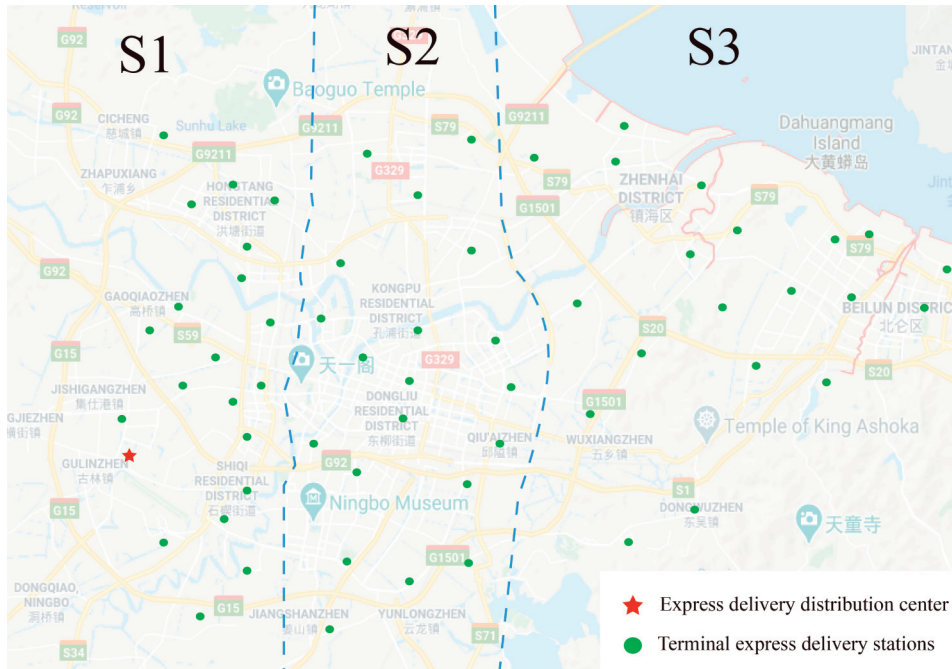 S1
S2
S3
Reservoir
G92
G9211
JINTANG
Baoguo Temple
CICHENG
慈城镇
Sunhu Lake
G92
G9211
S79
G9211
G329
Dahuangmang
Island
大黄蟒岛
ZHAPUXIANG
乍浦乡
HONGTANG
RESIDENTIAL
DISTRICT
洪塘街道
S79
ZHENHAI
DISTRICT
镇海区
G1501
S79
S79
G92
GAOQIAOZHEN
高桥镇
KONGPU
RESIDENTIAL
DISTRICT
孔浦街道
BEILUN DISTRICT
北仑区
S59
S20
G15
天一阁
G329
S20
JISHIGANGZHEN
集仕港镇
DONGLIU
RESIDENTIAL
DISTRICT
东柳街道
G1501
GJIEZHEN
横街镇
QIU'AIZHEN
邱隘镇
WUXIANGZHEN
五乡镇
Temple of King Ashoka
GULINZHEN
古林镇
SHIQI
RESIDENTIAL
DISTRICT
石碶街道
G92
S1
G15
Ningbo Museum
DONGWUZHEN
东吴镇
天童寺
G1501
DONGQIAO,
NINGBO
洞桥镇
G15
JIANGSHANZHEN
姜山镇
YUNLONGZHEN
云龙镇
S71
S34
Express delivery distribution center
Terminal express delivery stations